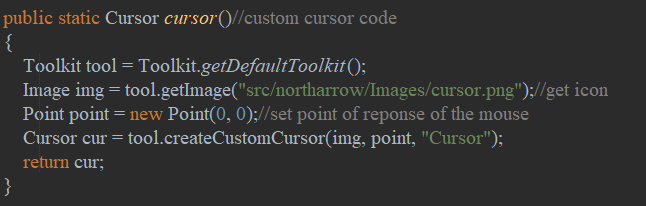 public static Cursor cursor()//custom cursor code
{
Toolkit tool = Toolkit.getDefaultToolkit();
Image img = tool.getImage("src/northarrow/Images/cursor.png");//get icon
Point point = new Point(0, 0);//set point of reponse of the mouse
Cursor cur = tool.createCustomCursor(img, point, "Cursor");
return cur;
}